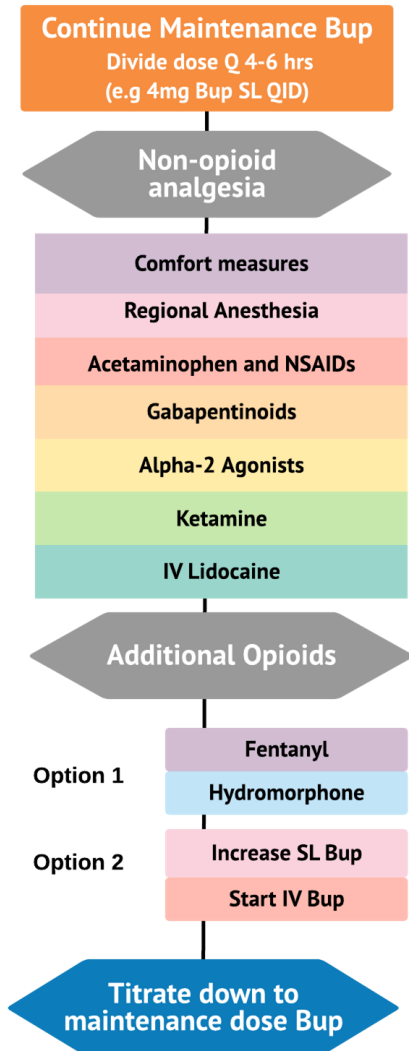 Continue Maintenance Bup
Divide dose Q 4-6 hrs
(e.g 4mg Bup SL QID)
Non-opioid
analgesia
Comfort measures
Regional Anesthesia
Acetaminophen and NSAIDs
Gabapentinoids
Alpha-2 Agonists
Ketamine
IV Lidocaine
Additional Opioids
Option 1
Fentanyl
Hydromorphone
Option 2
Increase SL Bup
Start IV Bup
Titrate down to
maintenance dose Bup